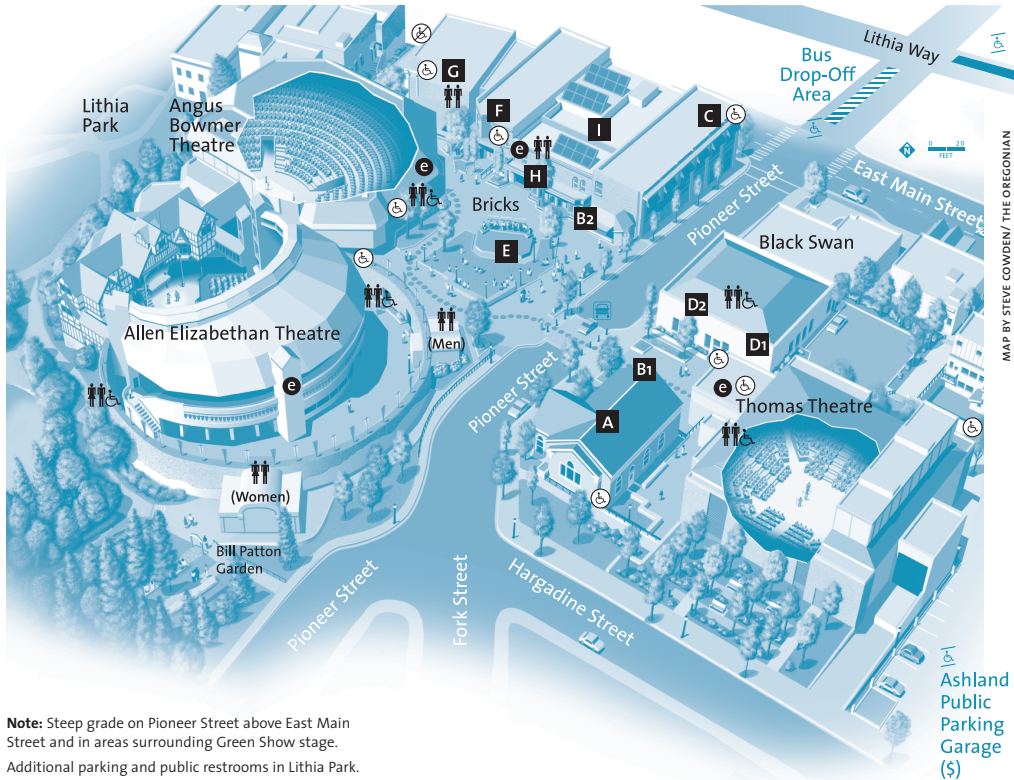 Lithia Way
Bus
Drop-Off
Area
G
Lithia
Park
Angus
Bowmer
Theatre
F
I
C
e
e
N
0 20
FEET
H
East Main Street
Pioneer Street
Bricks
B2
E
Black Swan
MAP BY STEVE COWDEN/ THE OREGONIAN
D2
Allen Elizabethan Theatre
(Men)
D1
B1
Pioneer Street
e
e
Thomas Theatre
A
(Women)
Bill Patton
Garden
Pioneer Street
Fork Street
Hargadine Street
Ashland
Public
Parking
Garage
($)
Note: Steep grade on Pioneer Street above East Main
Street and in areas surrounding Green Show stage.
Additional parking and public restrooms in Lithia Park.